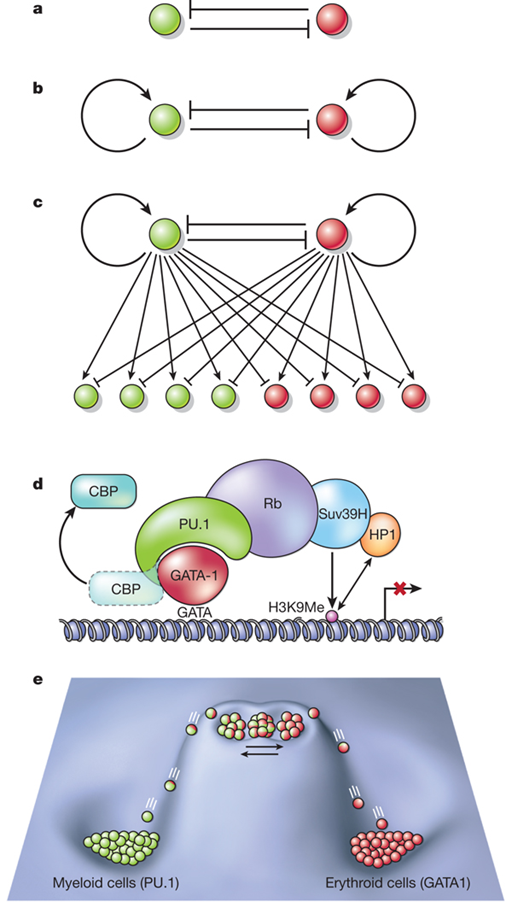 a
b
c
d
CBP
PU.1
Rb
Suv39H
HP1
CBP
GATA-1
GATA
H3K9Me
e
Myeloid cells (PU.1)
Erythroid cells (GATA1)